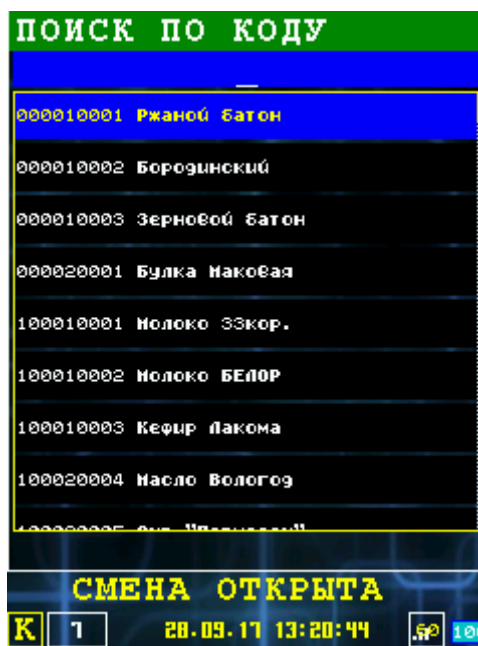 ПОИСК ПО КОДУ
000010001 Ржаной батон
000010002 Бородинский
000010003 Зерновой батон
000020001 Булка Маковая
100010001 Молоко 33кор.
100010002 Молоко БЕЛОР
100010003 Кефир Лакома
100020004 Масло Вологод
СМЕНА ОТКРЫТА
К 1 28.09.17 13:20:44